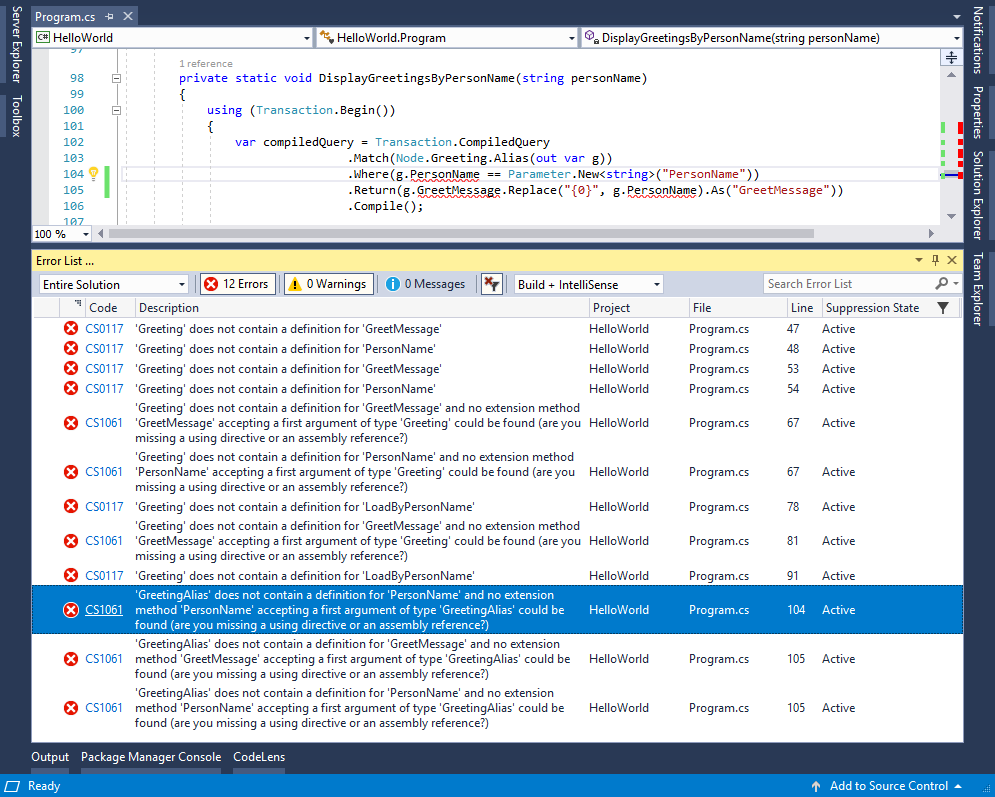 Server Explorer
Toolbox
Program.cs
HelloWorld
HelloWorld.Program
DisplayGreetingsByPersonName(string personName)
97
1 reference
98 private static void DisplayGreetingsByPersonName(string personName)
99 {
100 using (Transaction.Begin())
101 {
102 var compiledQuery = Transaction.CompiledQuery
103 .Match(Node.Greeting.Alias(out var g))
104 .Where(g.PersonName == Parameter.New<string>("PersonName"))
105 .Return(g.GreetMessage.Replace("{0}", g.PersonName).As("GreetMessage"))
106 .Compile();
107
100 %
Notifications
Properties
Solution Explorer
Team Explorer
Error List ...
Entire Solution
12 Errors
0 Warnings
0 Messages
Build + IntelliSense
Search Error List
Code Description Project File Line Suppression State
CS0117 'Greeting' does not contain a definition for 'GreetMessage' HelloWorld Program.cs 47 Active
CS0117 'Greeting' does not contain a definition for 'PersonName' HelloWorld Program.cs 48 Active
CS0117 'Greeting' does not contain a definition for 'GreetMessage' HelloWorld Program.cs 53 Active
CS0117 'Greeting' does not contain a definition for 'PersonName' HelloWorld Program.cs 54 Active
'Greeting' does not contain a definition for 'GreetMessage' and no extension method
CS1061 'GreetMessage' accepting a first argument of type 'Greeting' could be found (are you HelloWorld Program.cs 67 Active
missing a using directive or an assembly reference?)
'Greeting' does not contain a definition for 'PersonName' and no extension method
CS1061 'PersonName' accepting a first argument of type 'Greeting' could be found (are you HelloWorld Program.cs 67 Active
missing a using directive or an assembly reference?)
CS0117 'Greeting' does not contain a definition for 'LoadByPersonName' HelloWorld Program.cs 78 Active
'Greeting' does not contain a definition for 'GreetMessage' and no extension method
CS1061 'GreetMessage' accepting a first argument of type 'Greeting' could be found (are you HelloWorld Program.cs 81 Active
missing a using directive or an assembly reference?)
CS0117 'Greeting' does not contain a definition for 'LoadByPersonName' HelloWorld Program.cs 91 Active
'GreetingAlias' does not contain a definition for 'PersonName' and no extension
CS1061 method 'PersonName' accepting a first argument of type 'GreetingAlias' could be HelloWorld Program.cs 104 Active
found (are you missing a using directive or an assembly reference?)
'GreetingAlias' does not contain a definition for 'GreetMessage' and no extension
CS1061 method 'GreetMessage' accepting a first argument of type 'GreetingAlias' could be HelloWorld Program.cs 105 Active
found (are you missing a using directive or an assembly reference?)
'GreetingAlias' does not contain a definition for 'PersonName' and no extension
CS1061 method 'PersonName' accepting a first argument of type 'GreetingAlias' could be HelloWorld Program.cs 105 Active
found (are you missing a using directive or an assembly reference?)
Output Package Manager Console CodeLens
Ready
Add to Source Control